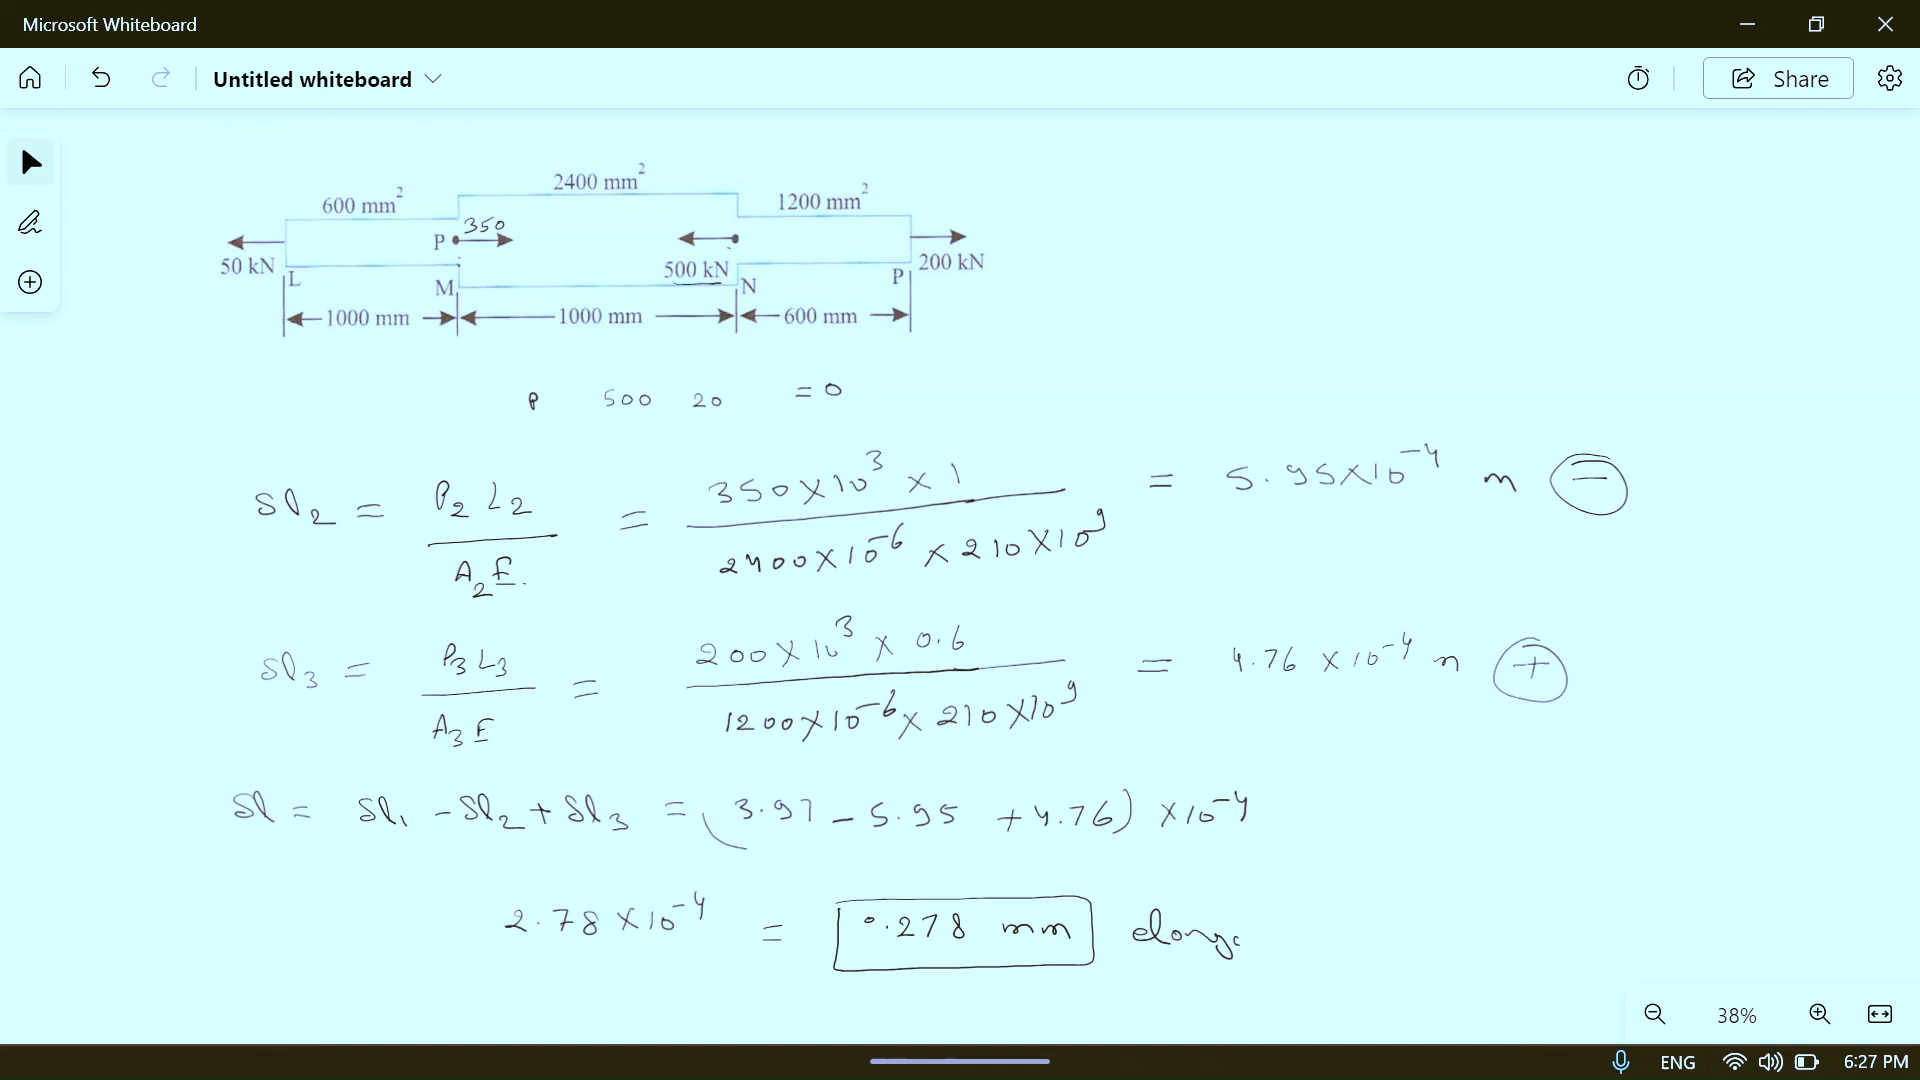 Microsoft Whiteboard
Untitled whiteboard
Share
2400 mm²
600 mm²
1200 mm²
350
P
50 kN
500 kN
200 kN
L
M
N
P
1000 mm
1000 mm
600 mm
P 500 20 = 0
δl₂ = P₂ L₂ / A₂ E. = 350 × 10³ × 1 / 2400 × 10⁻⁶ × 210 × 10⁹ = 5.95 × 10⁻⁴ m −
δl₃ = P₃ L₃ / A₃ E = 200 × 10³ × 0.6 / 1200 × 10⁻⁶ × 210 × 10⁹ = 4.76 × 10⁻⁴ m +
δl = δl₁ - δl₂ + δl₃ = (3.97 - 5.95 + 4.76) × 10⁻⁴
2.78 × 10⁻⁴ = 0.278 mm
38%
ENG
6:27 PM